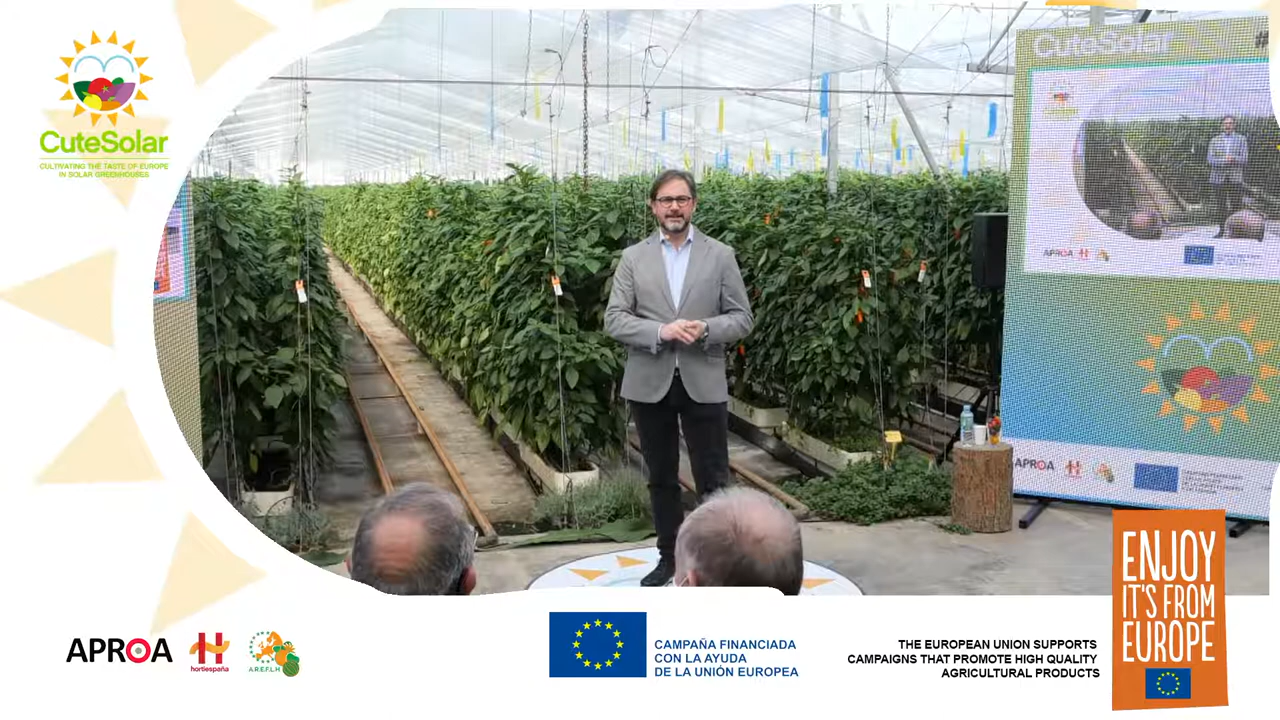 CuteSolar
CULTIVATING THE TASTE OF EUROPE
IN SOLAR GREENHOUSES
CuteSolar
#
APROA
APROA
APROA
hortiespaña
A.R.E.F.L.H
CAMPAÑA FINANCIADA
CON LA AYUDA
DE LA UNIÓN EUROPEA
THE EUROPEAN UNION SUPPORTS
CAMPAIGNS THAT PROMOTE HIGH QUALITY
AGRICULTURAL PRODUCTS
ENJOY
IT'S FROM
EUROPE